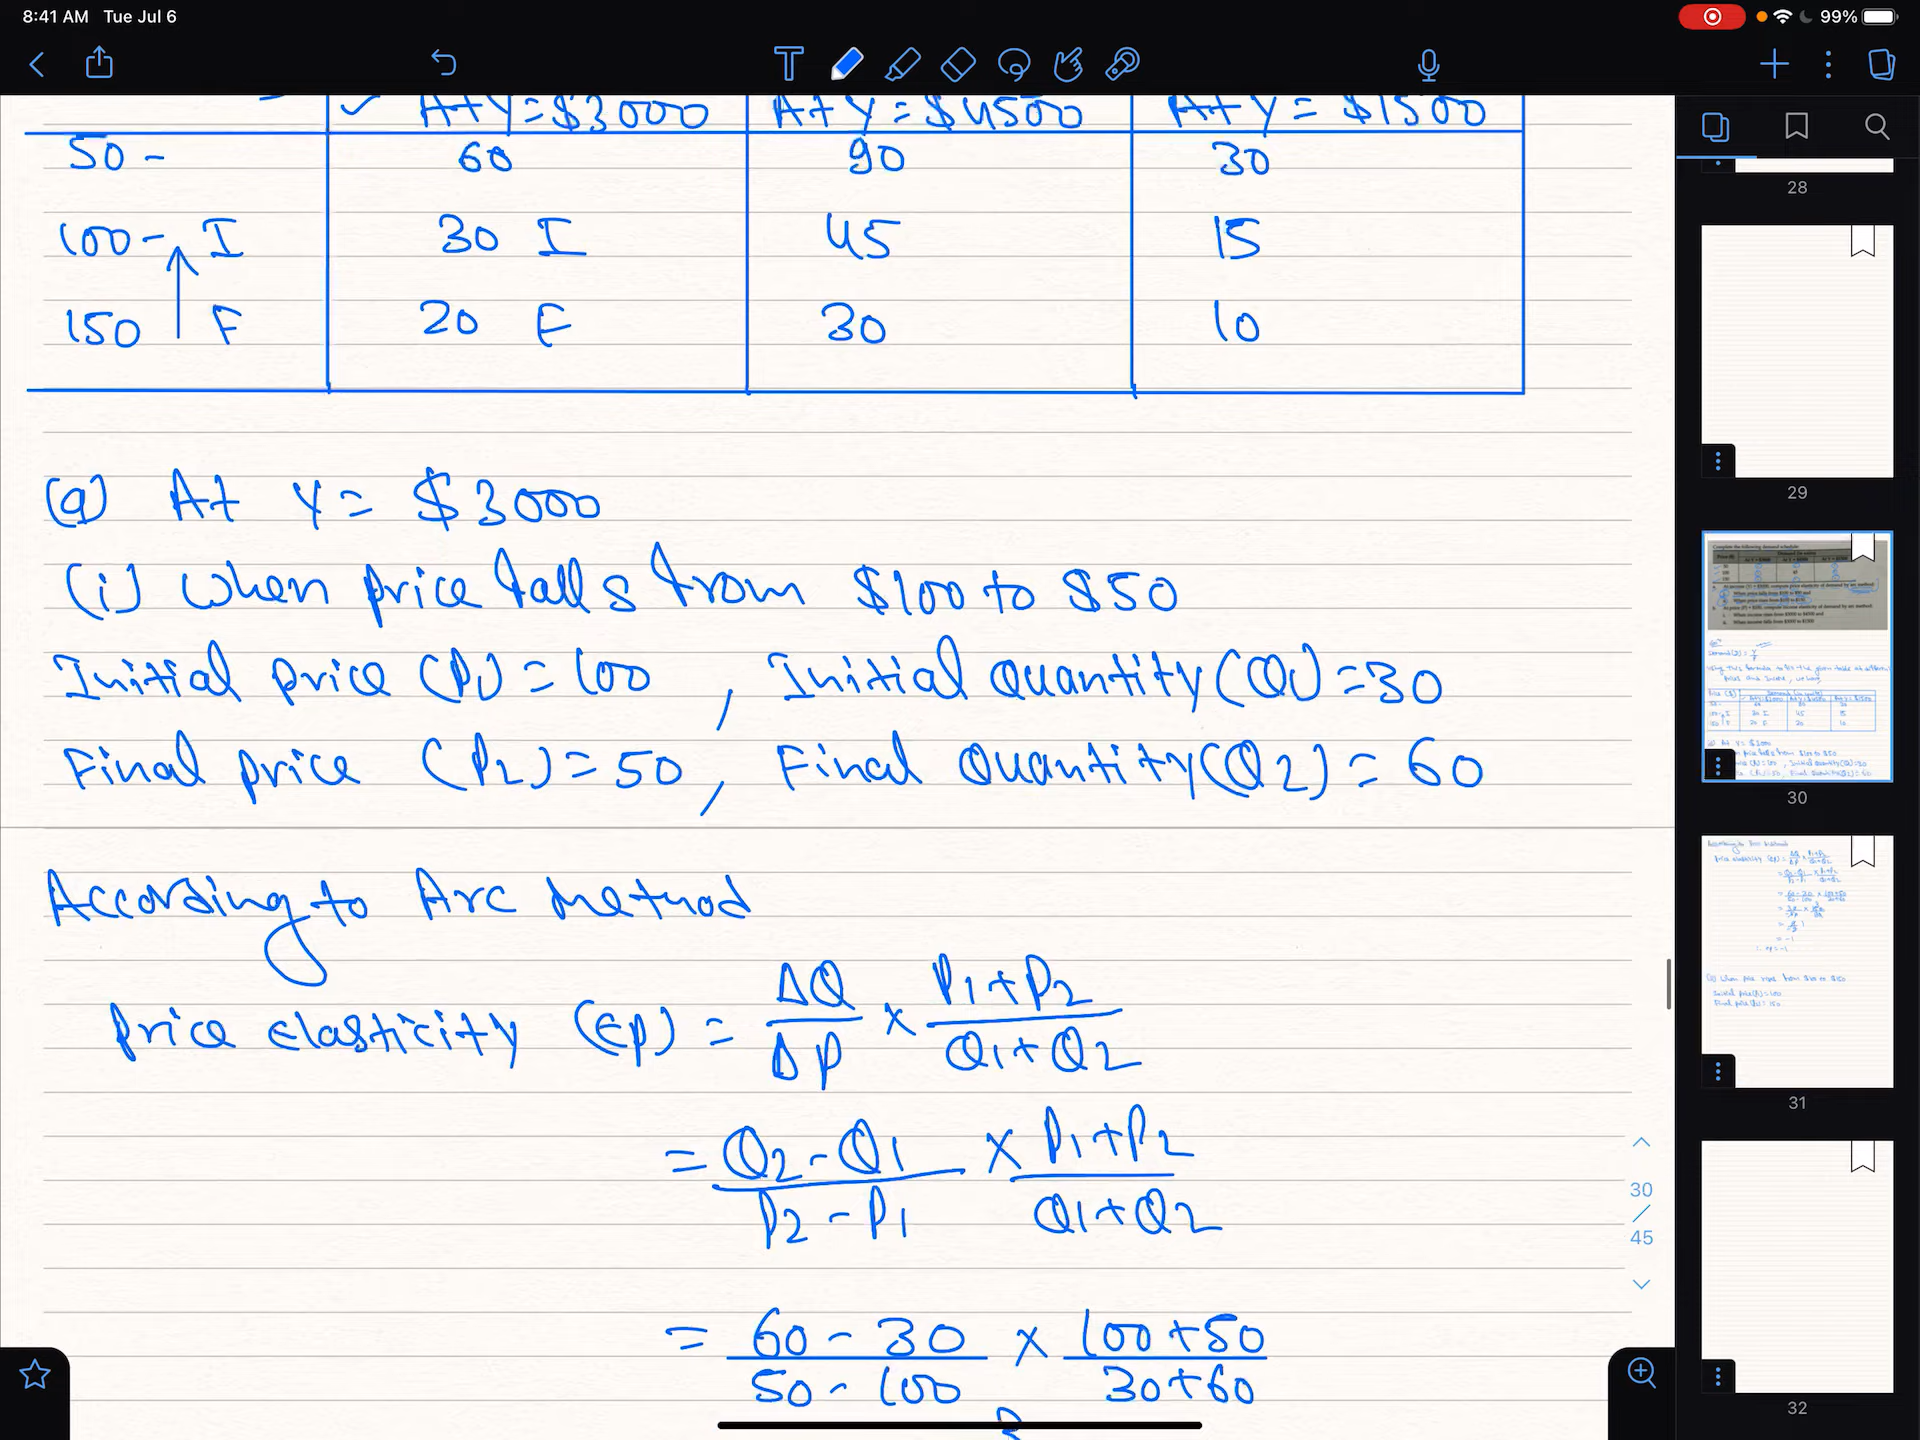 8:41 AM Tue Jul 6
99%
At Y=$3000 At Y=$4500 At Y=$1500
50- 60 90 30
100- I 30 I 45 15
150 F 20 F 30 10
(a) At Y=$3000
(i) When price falls from $100 to $50
Initial price (P1)=100, Initial Quantity(Q1)=30
Final price (P2)=50, Final Quantity(Q2)=60
According to Arc method
Price elasticity (Ep) = ΔQ/ΔP × P1+P2/Q1+Q2
= Q2-Q1/P2-P1 × P1+P2/Q1+Q2
= 60-30/50-100 × 100+50/30+60
30
/
45
28
29
30
31
32